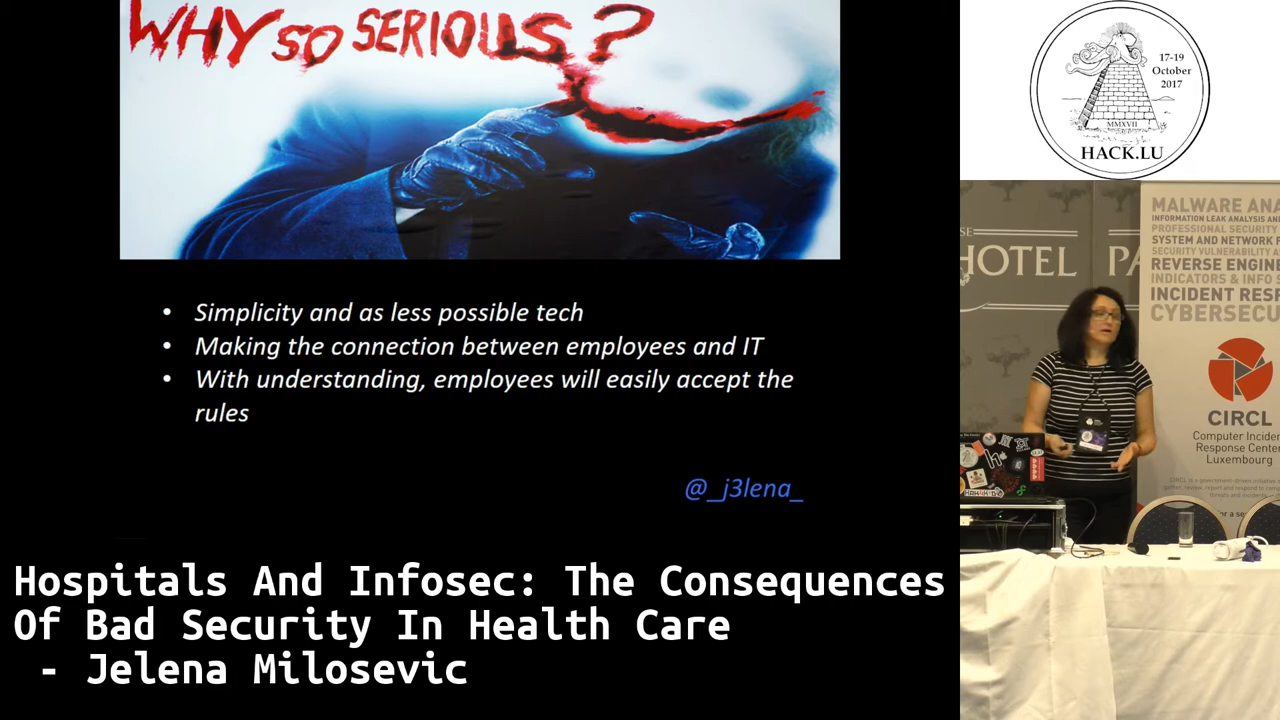 WHY SO SERIOUS?
• Simplicity and as less possible tech
• Making the connection between employees and IT
• With understanding, employees will easily accept the
rules
@_j3lena_
Hospitals And Infosec: The Consequences
Of Bad Security In Health Care
- Jelena Milosevic
17-19
October
2017
MMXVII
HACK.LU
HOTEL
MALWARE ANA
INFORMATION LEAK ANALYSIS AND
PROFESSIONAL SECURITY
SYSTEM AND NETWORK F
SECURITY VULNERABILITY A
REVERSE ENGINE
INDICATORS & INFO S
INCIDENT RESP
CYBERSECU
CIRCL
Computer Incide
Response Center
Luxembourg